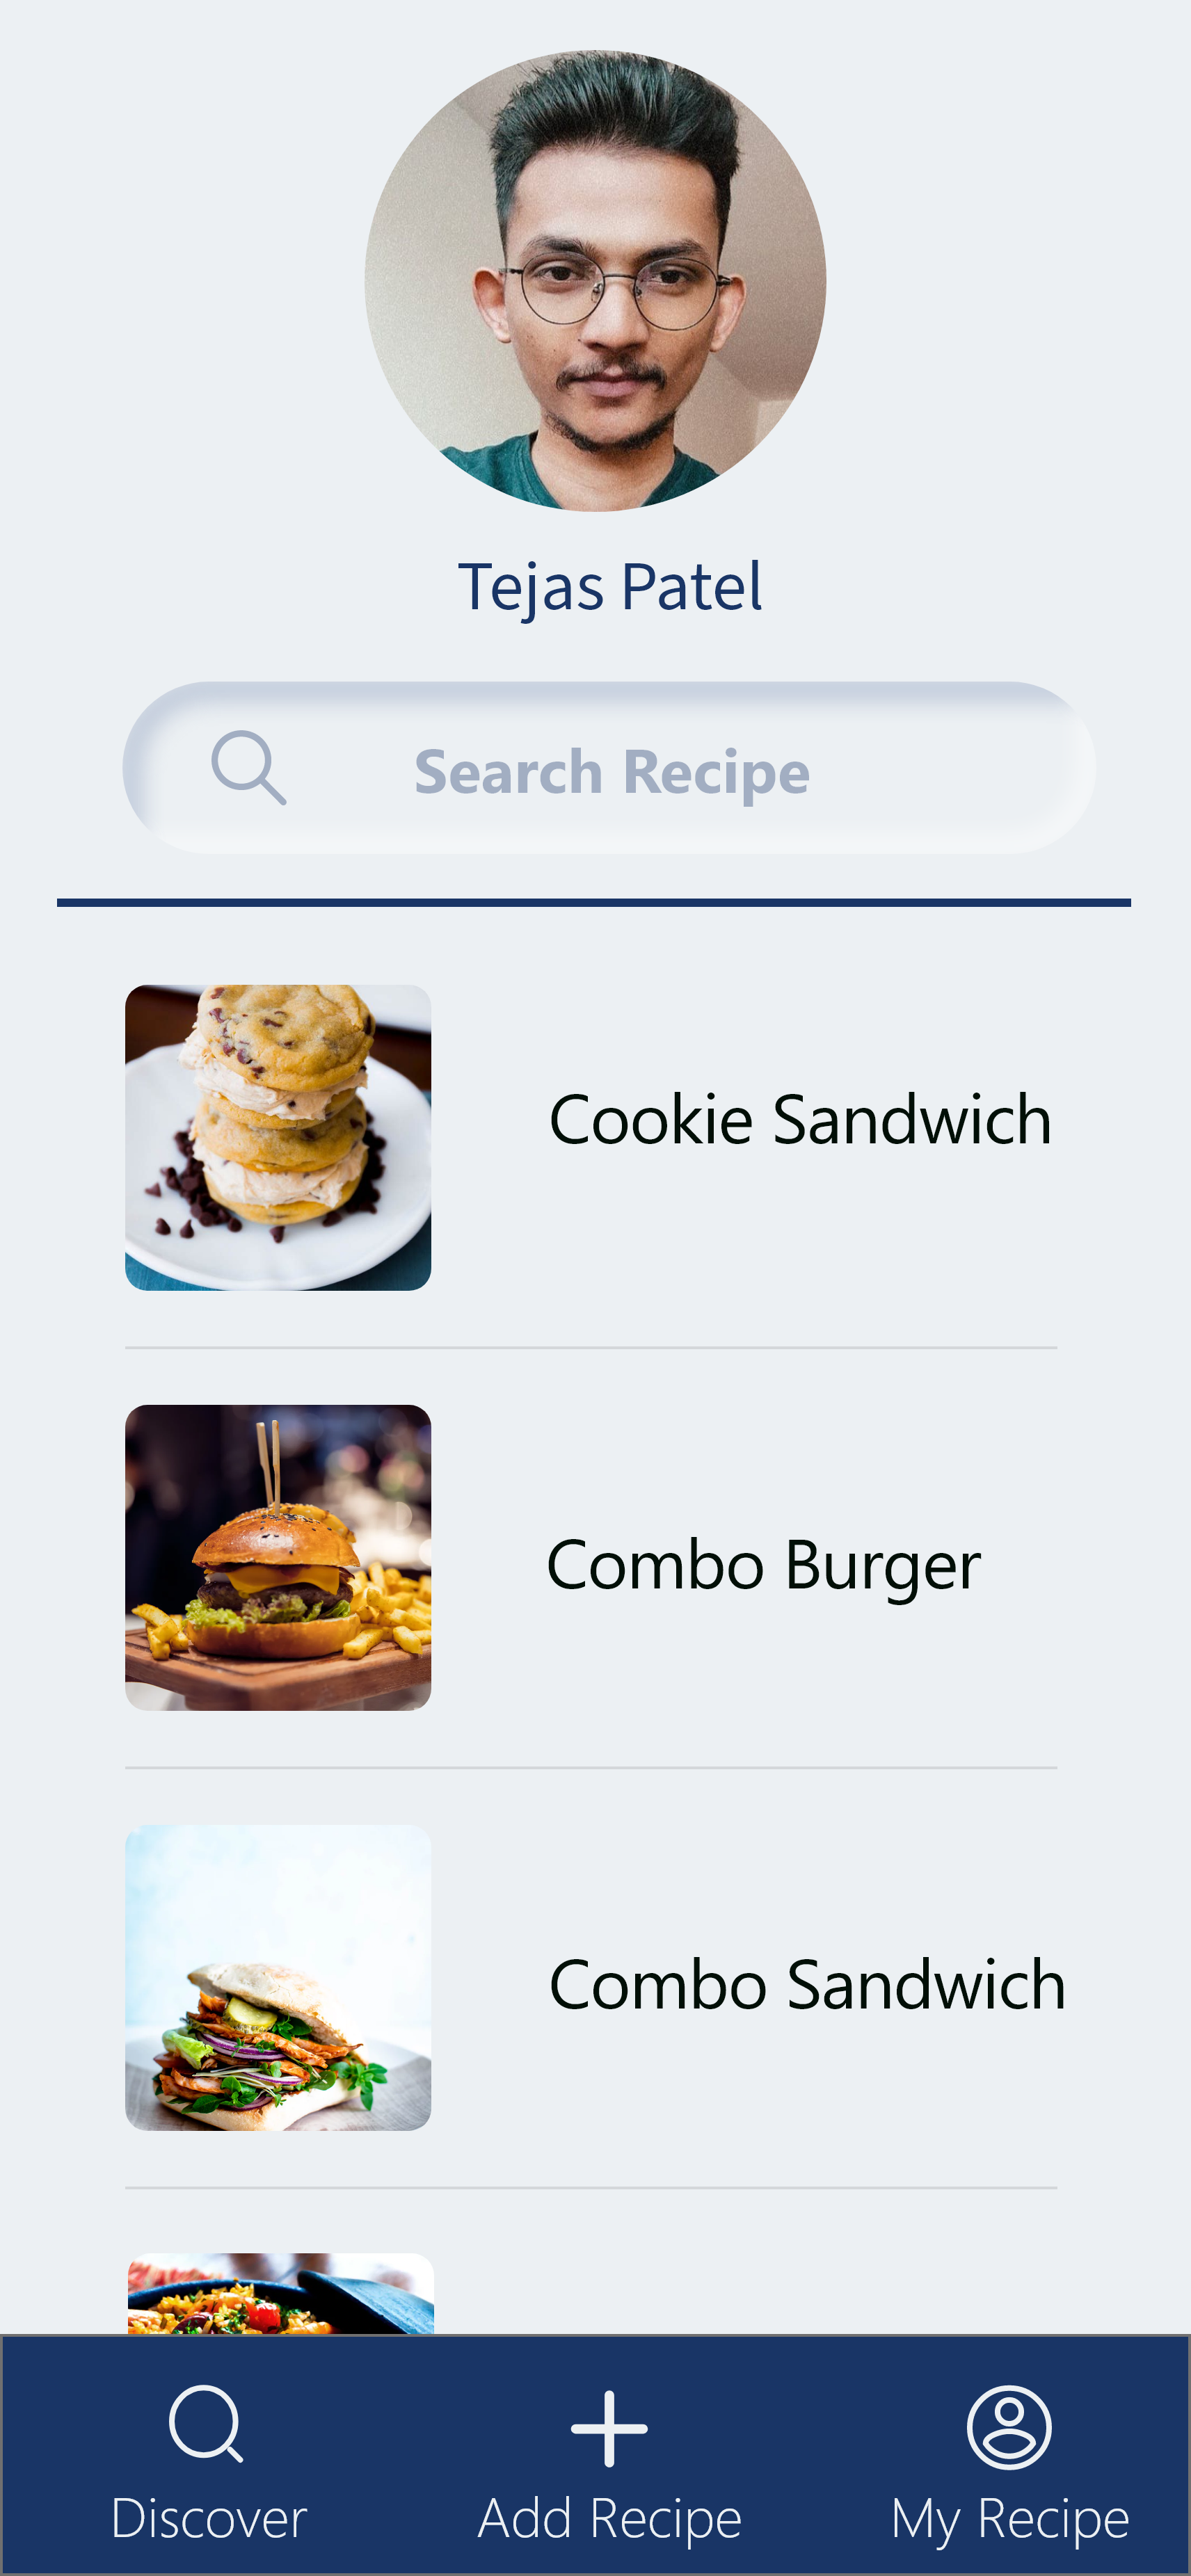 Tejas Patel
Search Recipe
Cookie Sandwich
Combo Burger
Combo Sandwich
Discover
Add Recipe
My Recipe